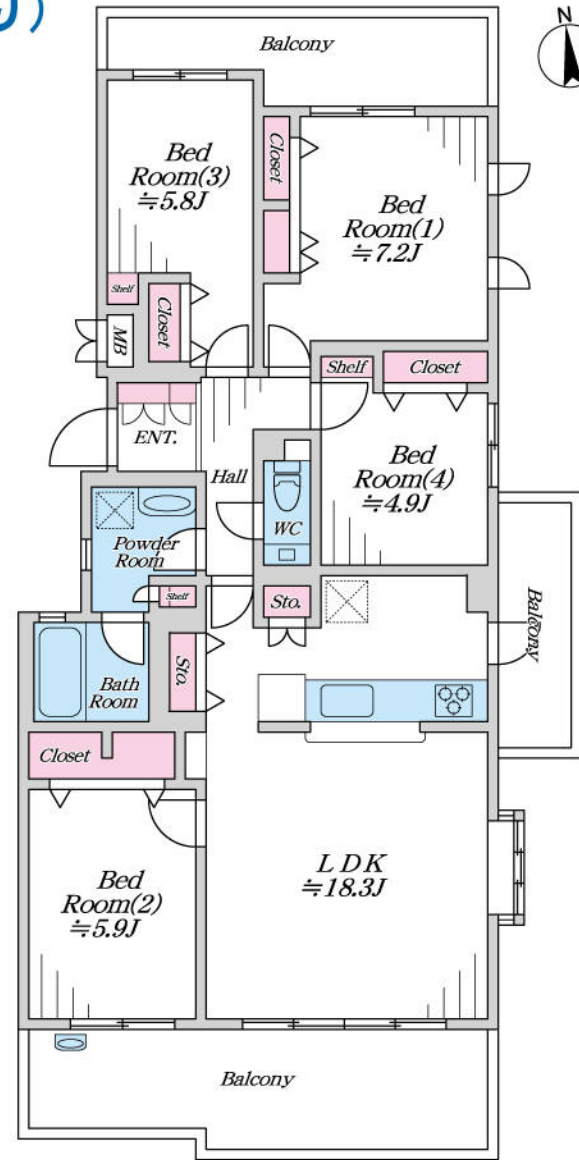 り）
N
Balcony
Bed
Room(3)
≒5.8J
Closet
Bed
Room(1)
≒7.2J
Shelf
Closet
MB
Shelf
Closet
ENT.
Hall
Bed
Room(4)
≒4.9J
WC
Powder
Room
Shelf
Sto.
Balcony
Sto.
Bath
Room
Closet
LDK
≒18.3J
Bed
Room(2)
≒5.9J
Balcony